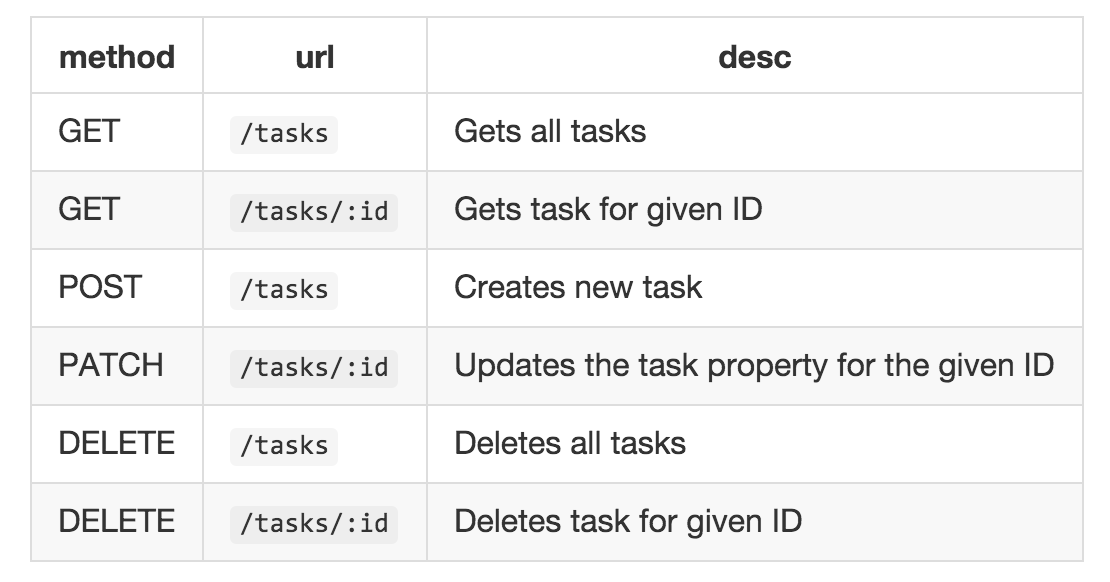 method url desc
GET /tasks Gets all tasks
GET /tasks/:id Gets task for given ID
POST /tasks Creates new task
PATCH /tasks/:id Updates the task property for the given ID
DELETE /tasks Deletes all tasks
DELETE /tasks/:id Deletes task for given ID